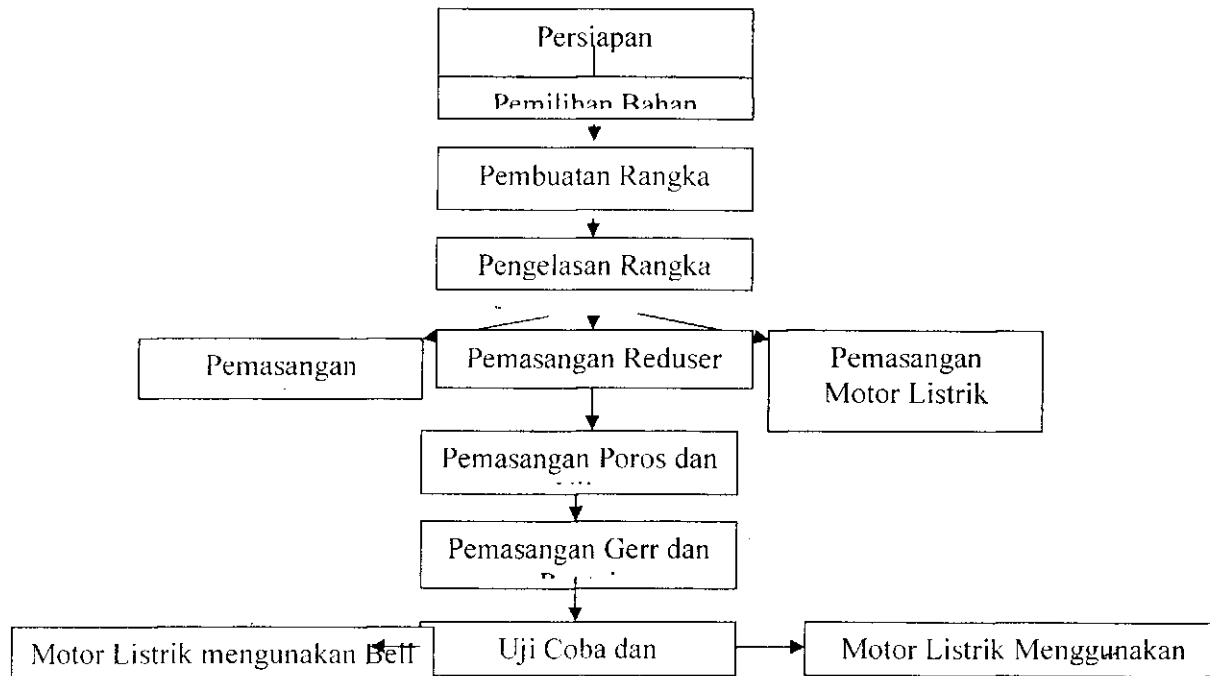 Persiapan
Pemilihan Bahan
Pembuatan Rangka
Pengelasan Rangka
Pemasangan
Pemasangan Reduser
Pemasangan
Motor Listrik
Pemasangan Poros dan
Pemasangan Gerr dan
Motor Listrik mengunakan
Uji Coba dan
Motor Listrik Menggunakan